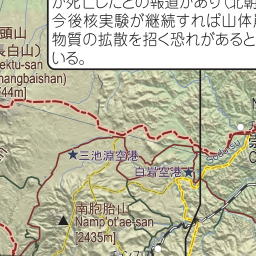 が死亡したとの報道があり(北朝
今後核実験が継続すれば山体
物質の拡散を招く恐れがあると
いる。
頭山
長白山)
ektu-san
hangbaishan)
44m]
三池淵空港
白岩空港
南胞胎山
Namp'ot'ae-san
[2435m]